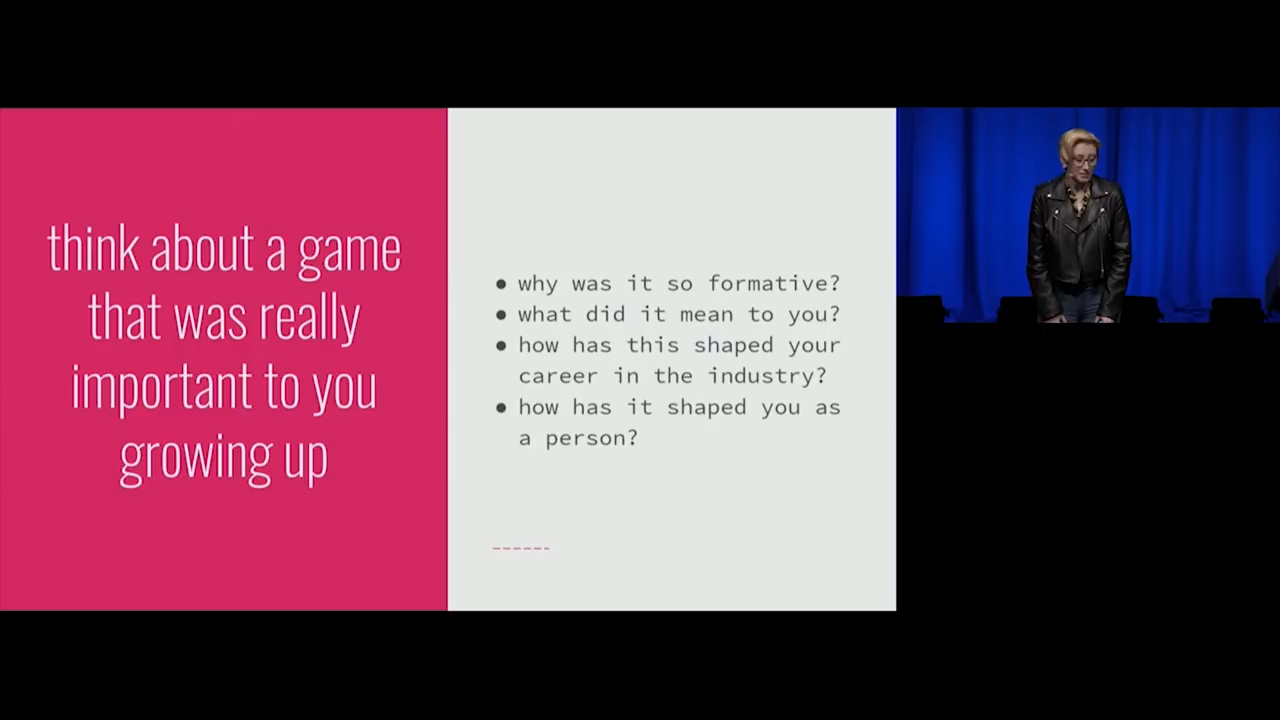 think about a game
that was really
important to you
growing up
● why was it so formative?
● what did it mean to you?
● how has this shaped your
career in the industry?
● how has it shaped you as
a person?